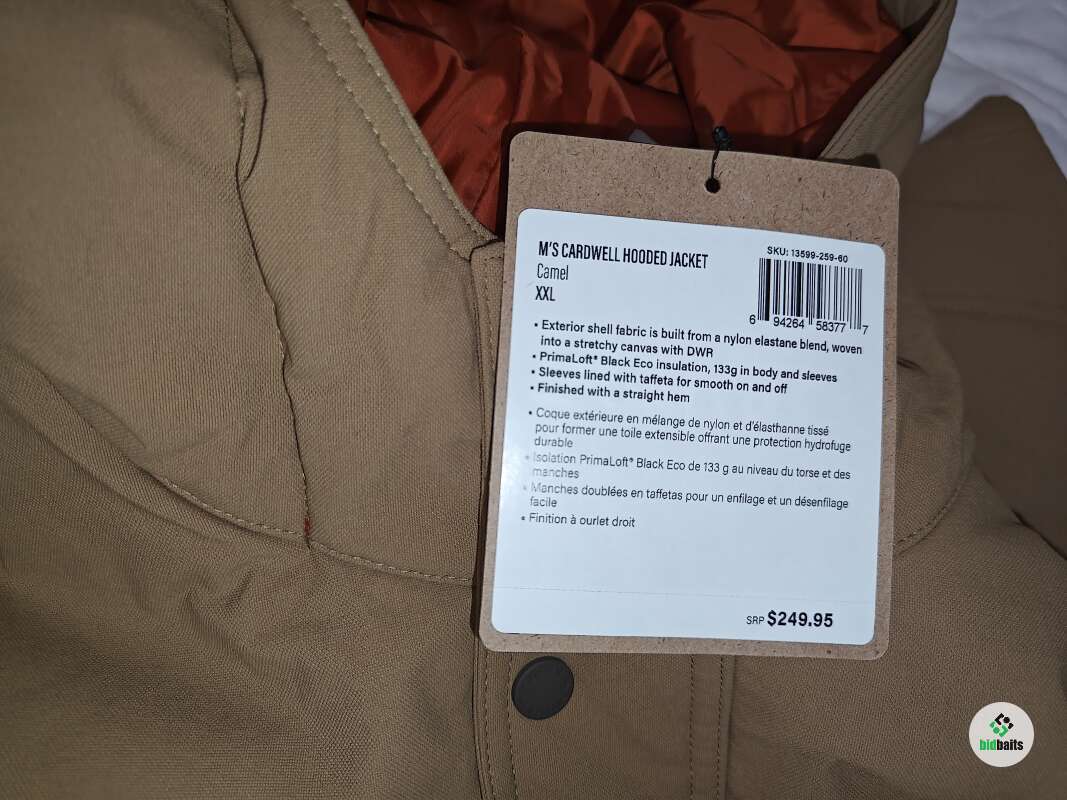 M'S CARDWELL HOODED JACKET
Camel
XXL
SKU: 13599-259-60
6 94264 58377 7
• Exterior shell fabric is built from a nylon elastane blend, woven
into a stretchy canvas with DWR
• PrimaLoft® Black Eco insulation, 133g in body and sleeves
• Sleeves lined with taffeta for smooth on and off
• Finished with a straight hem
• Coque extérieure en mélange de nylon et d'élasthanne tissé
pour former une toile extensible offrant une protection hydrofuge
durable
• Isolation PrimaLoft® Black Eco de 133 g au niveau du torse et des
manches
• Manches doublées en taffetas pour un enfilage et un désenfilage
facile
• Finition à ourlet droit
SRP $249.95
bidbaits